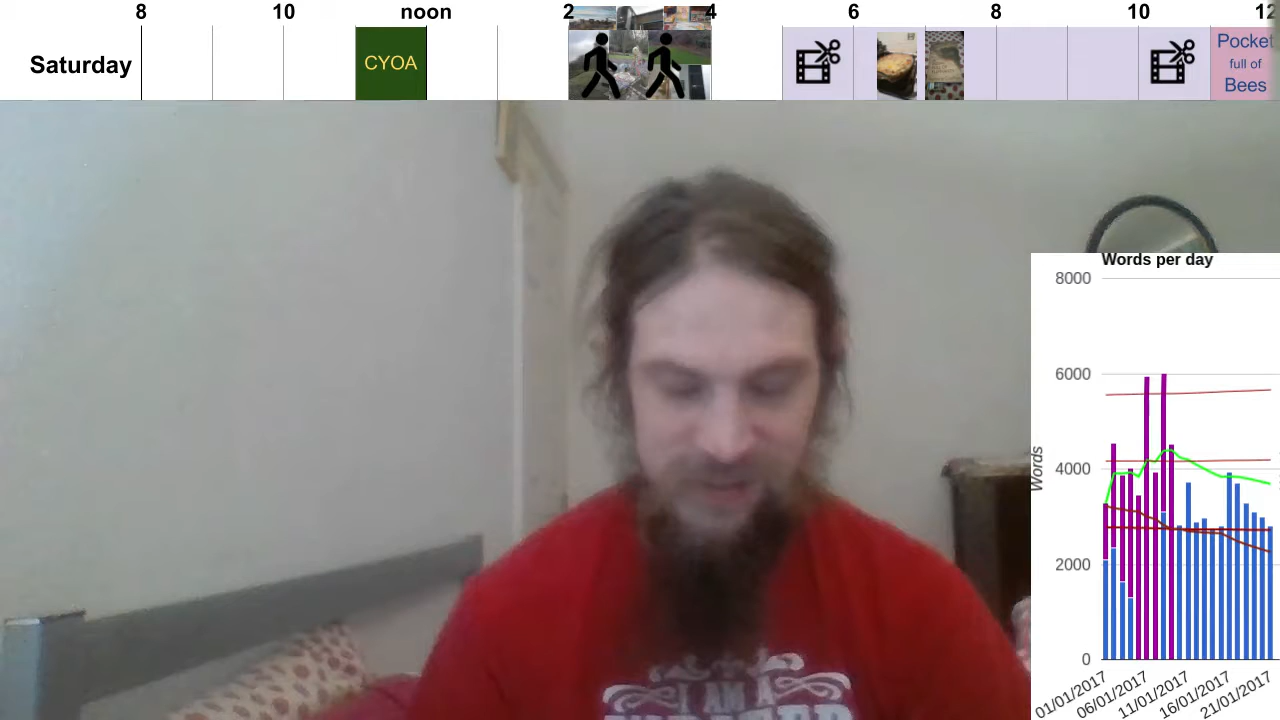 8 10 noon 2 4 6 8 10 12
Saturday
CYOA
Pocket
full of
Bees
Words per day
8000
6000
4000
2000
0
Words
01/01/2017
06/01/2017
11/01/2017
16/01/2017
21/01/2017
I AM A